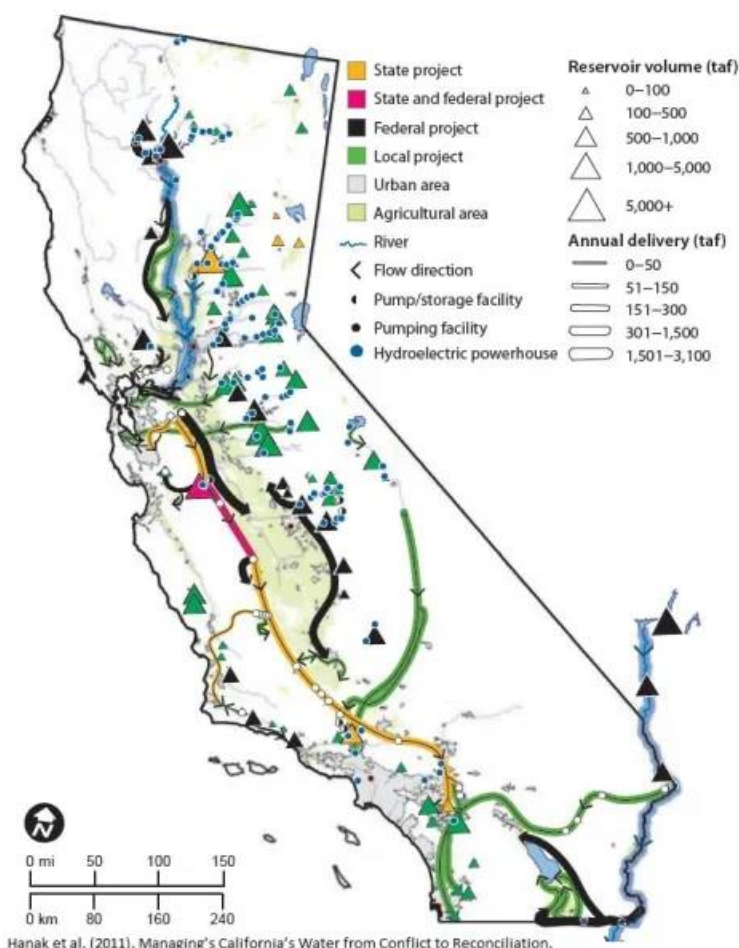 State project
State and federal project
Federal project
Local project
Urban area
Agricultural area
River
Flow direction
Pump/storage facility
Pumping facility
Hydroelectric powerhouse
Reservoir volume (taf)
0–100
100–500
500–1,000
1,000–5,000
5,000+
Annual delivery (taf)
0–50
51–150
151–300
301–1,500
1,501–3,100
N
0 mi 50 100 150
0 km 80 160 240
Hanak et al. (2011). Managing's California's Water from Conflict to Reconciliation.